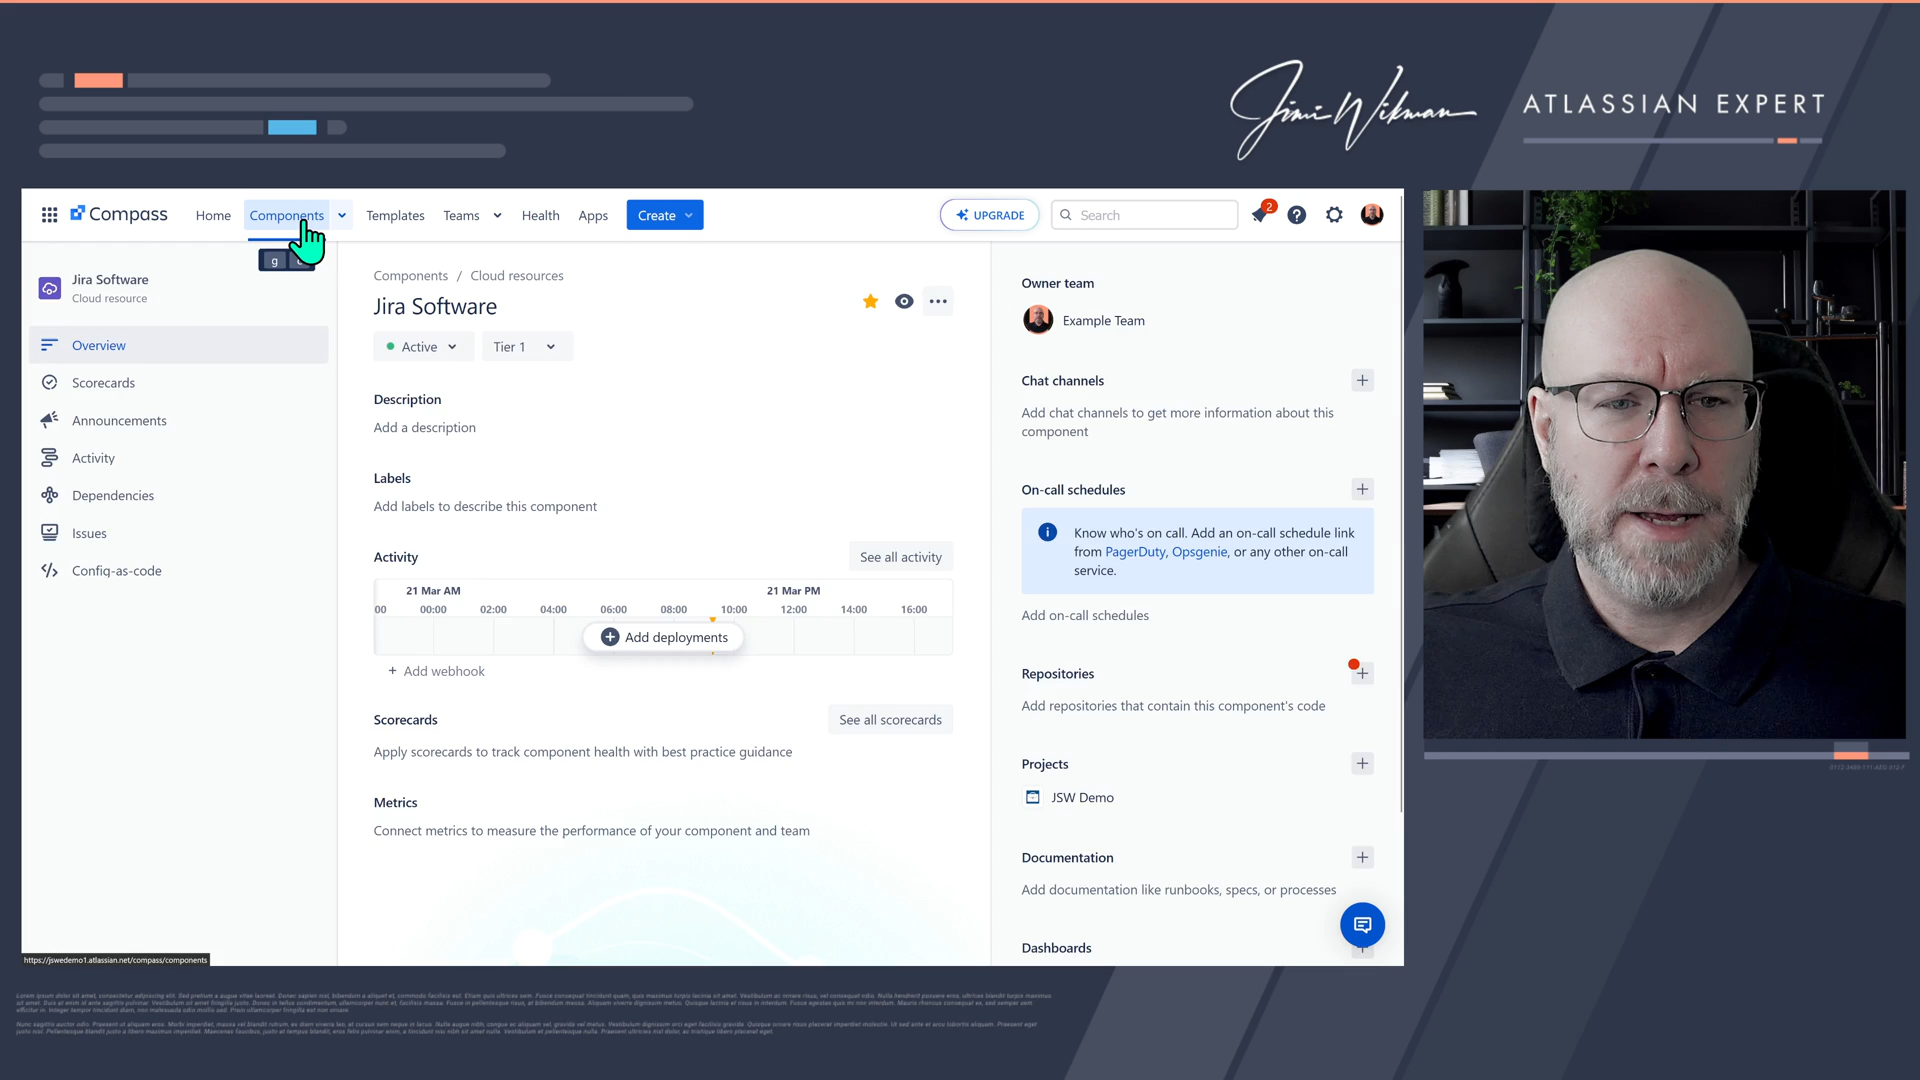 Jimi Wikman
ATLASSIAN EXPERT
Compass
Home
Components
Templates
Teams
Health
Apps
Create
UPGRADE
Search
2
g
Jira Software
Cloud resource
Overview
Scorecards
Announcements
Activity
Dependencies
Issues
Config-as-code
Components / Cloud resources
Jira Software
Active
Tier 1
Description
Add a description
Labels
Add labels to describe this component
Activity
See all activity
21 Mar AM
21 Mar PM
00 00:00 02:00 04:00 06:00 08:00 10:00 12:00 14:00 16:00
Add deployments
+ Add webhook
Scorecards
See all scorecards
Apply scorecards to track component health with best practice guidance
Metrics
Connect metrics to measure the performance of your component and team
Owner team
Example Team
Chat channels
Add chat channels to get more information about this
component
On-call schedules
Know who's on call. Add an on-call schedule link
from PagerDuty, Opsgenie, or any other on-call
service.
Add on-call schedules
Repositories
Add repositories that contain this component's code
Projects
JSW Demo
Documentation
Add documentation like runbooks, specs, or processes
Dashboards
https://jswedemo1.atlassian.net/compass/components